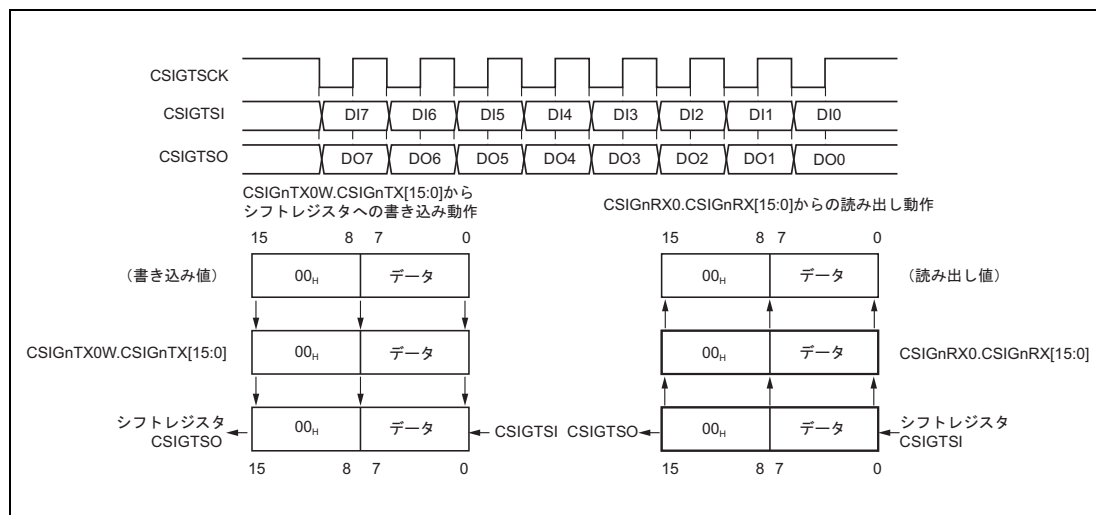 CSIGTSCK
CSIGTSI DI7 DI6 DI5 DI4 DI3 DI2 DI1 DI0
CSIGTSO DO7 DO6 DO5 DO4 DO3 DO2 DO1 DO0
CSIGnTX0W.CSIGnTX[15:0]から
シフトレジスタへの書き込み動作
15 8 7 0
(書き込み値) 00H データ
CSIGnTX0W.CSIGnTX[15:0] 00H データ
シフトレジスタ
CSIGTSO 00H データ CSIGTSI
15 8 7 0
CSIGnRX0.CSIGnRX[15:0]からの読み出し動作
15 8 7 0
00H データ (読み出し値)
00H データ CSIGnRX0.CSIGnRX[15:0]
CSIGTSO 00H データ シフトレジスタ
CSIGTSI
15 8 7 0